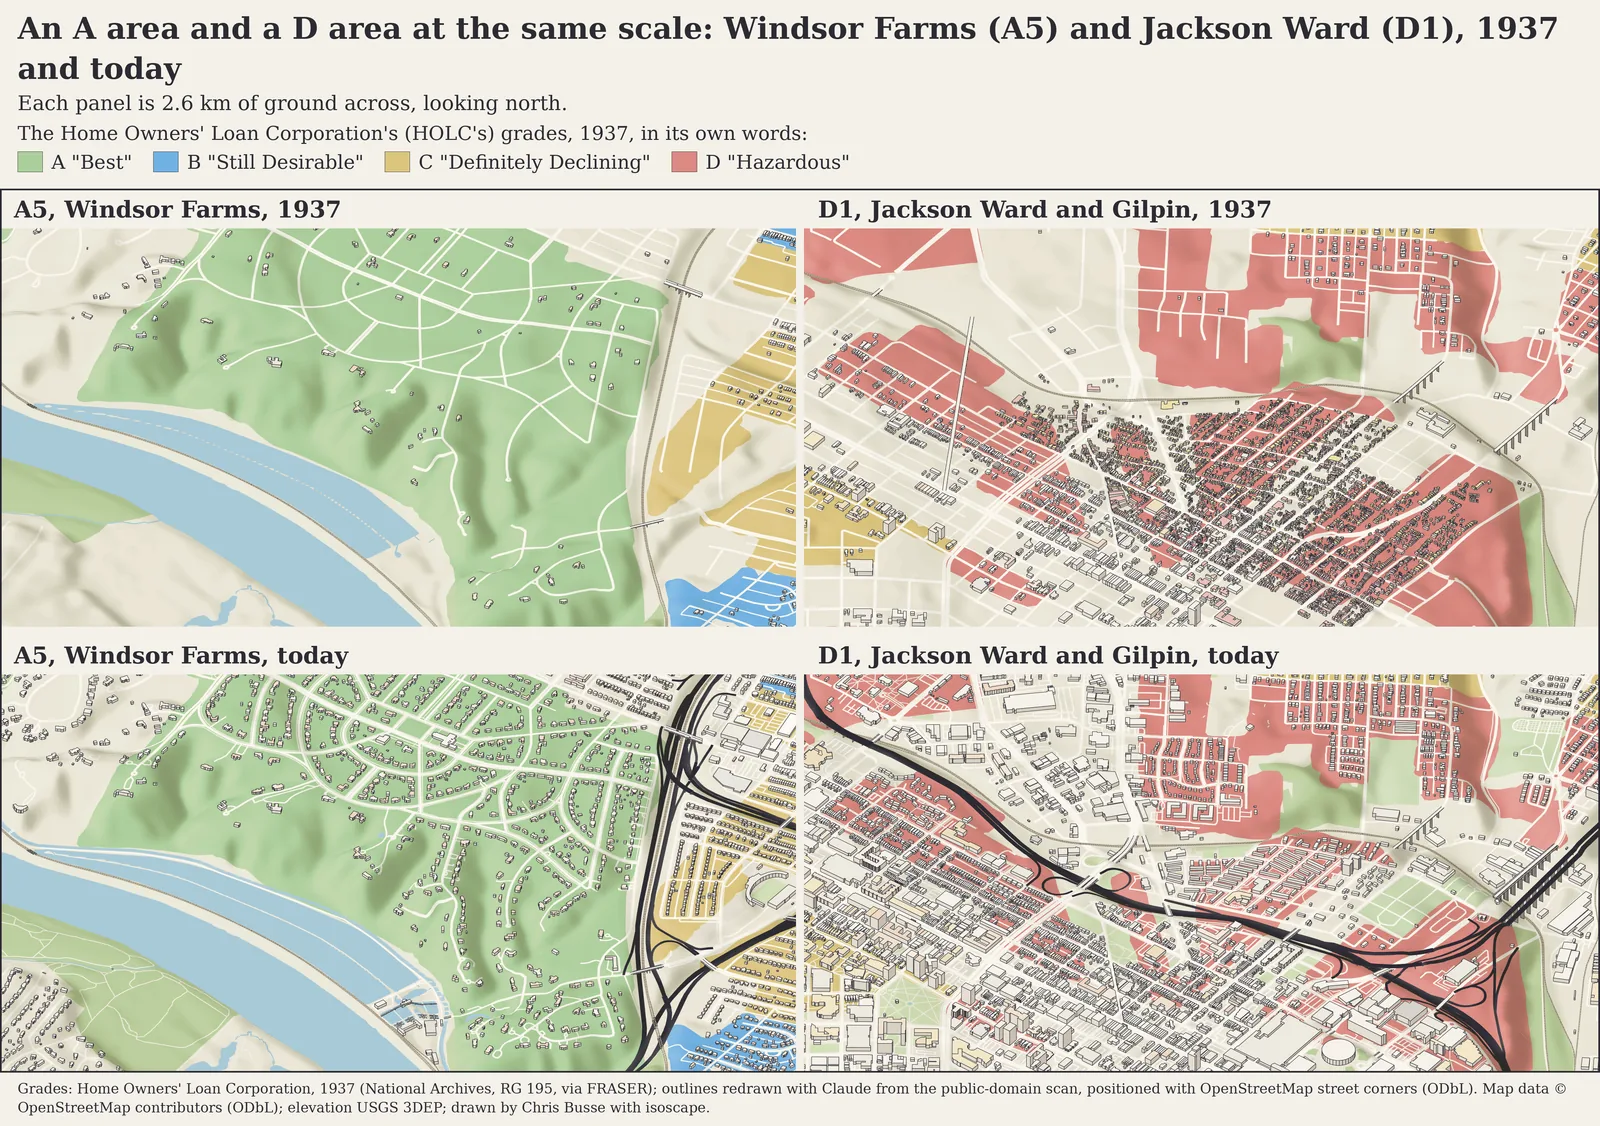 An A area and a D area at the same scale: Windsor Farms (A5) and Jackson Ward (D1), 1937
and today
Each panel is 2.6 km of ground across, looking north.
The Home Owners' Loan Corporation's (HOLC's) grades, 1937, in its own words:
A "Best" B "Still Desirable" C "Definitely Declining" D "Hazardous"
A5, Windsor Farms, 1937
D1, Jackson Ward and Gilpin, 1937
A5, Windsor Farms, today
D1, Jackson Ward and Gilpin, today
Grades: Home Owners' Loan Corporation, 1937 (National Archives, RG 195, via FRASER); outlines redrawn with Claude from the public-domain scan, positioned with OpenStreetMap street corners (ODbL). Map data ©
OpenStreetMap contributors (ODbL); elevation USGS 3DEP; drawn by Chris Busse with isoscape.